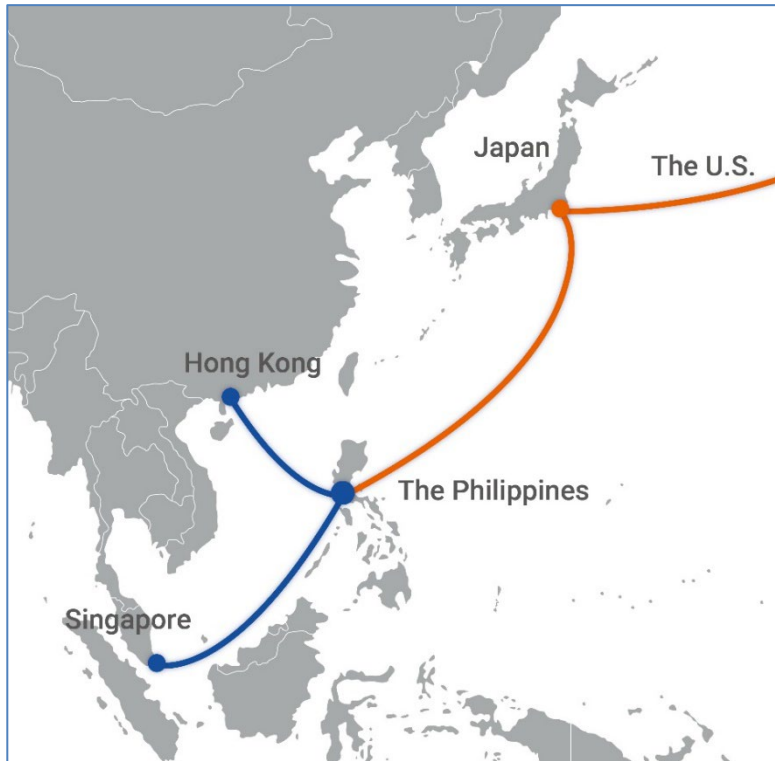 Japan
The U.S.
Hong Kong
The Philippines
Singapore